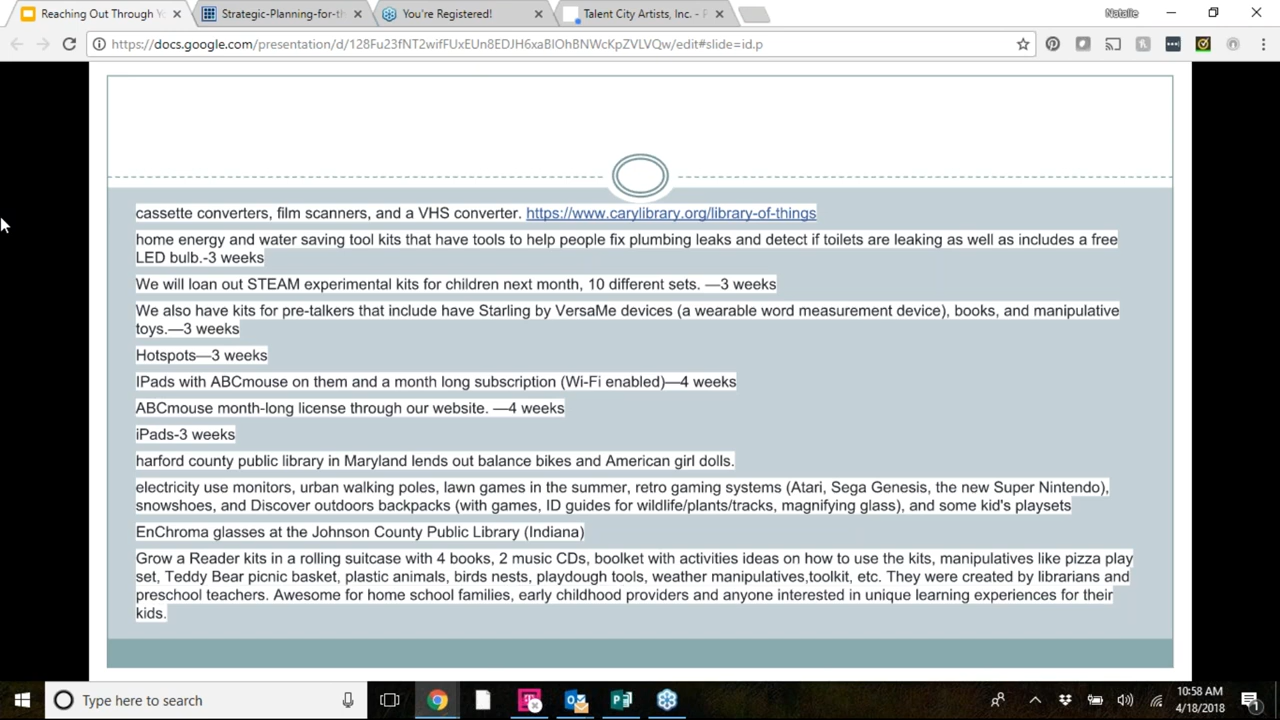 Reaching Out Through Y
Strategic-Planning-for-th
You're Registered!
Talent City Artists, Inc. - F
Natalie
https://docs.google.com/presentation/d/128Fu23fNT2wifFUxEUn8EDJH6xaBIOhBNWcKpZVLVQw/edit#slide=id.p
cassette converters, film scanners, and a VHS converter. https://www.carylibrary.org/library-of-things
home energy and water saving tool kits that have tools to help people fix plumbing leaks and detect if toilets are leaking as well as includes a free
LED bulb.-3 weeks
We will loan out STEAM experimental kits for children next month, 10 different sets. —3 weeks
We also have kits for pre-talkers that include have Starling by VersaMe devices (a wearable word measurement device), books, and manipulative
toys.—3 weeks
Hotspots—3 weeks
IPads with ABCmouse on them and a month long subscription (Wi-Fi enabled)—4 weeks
ABCmouse month-long license through our website. —4 weeks
iPads-3 weeks
harford county public library in Maryland lends out balance bikes and American girl dolls.
electricity use monitors, urban walking poles, lawn games in the summer, retro gaming systems (Atari, Sega Genesis, the new Super Nintendo),
snowshoes, and Discover outdoors backpacks (with games, ID guides for wildlife/plants/tracks, magnifying glass), and some kid's playsets
EnChroma glasses at the Johnson County Public Library (Indiana)
Grow a Reader kits in a rolling suitcase with 4 books, 2 music CDs, boolket with activities ideas on how to use the kits, manipulatives like pizza play
set, Teddy Bear picnic basket, plastic animals, birds nests, playdough tools, weather manipulatives,toolkit, etc. They were created by librarians and
preschool teachers. Awesome for home school families, early childhood providers and anyone interested in unique learning experiences for their
kids.
Type here to search
10:58 AM
4/18/2018